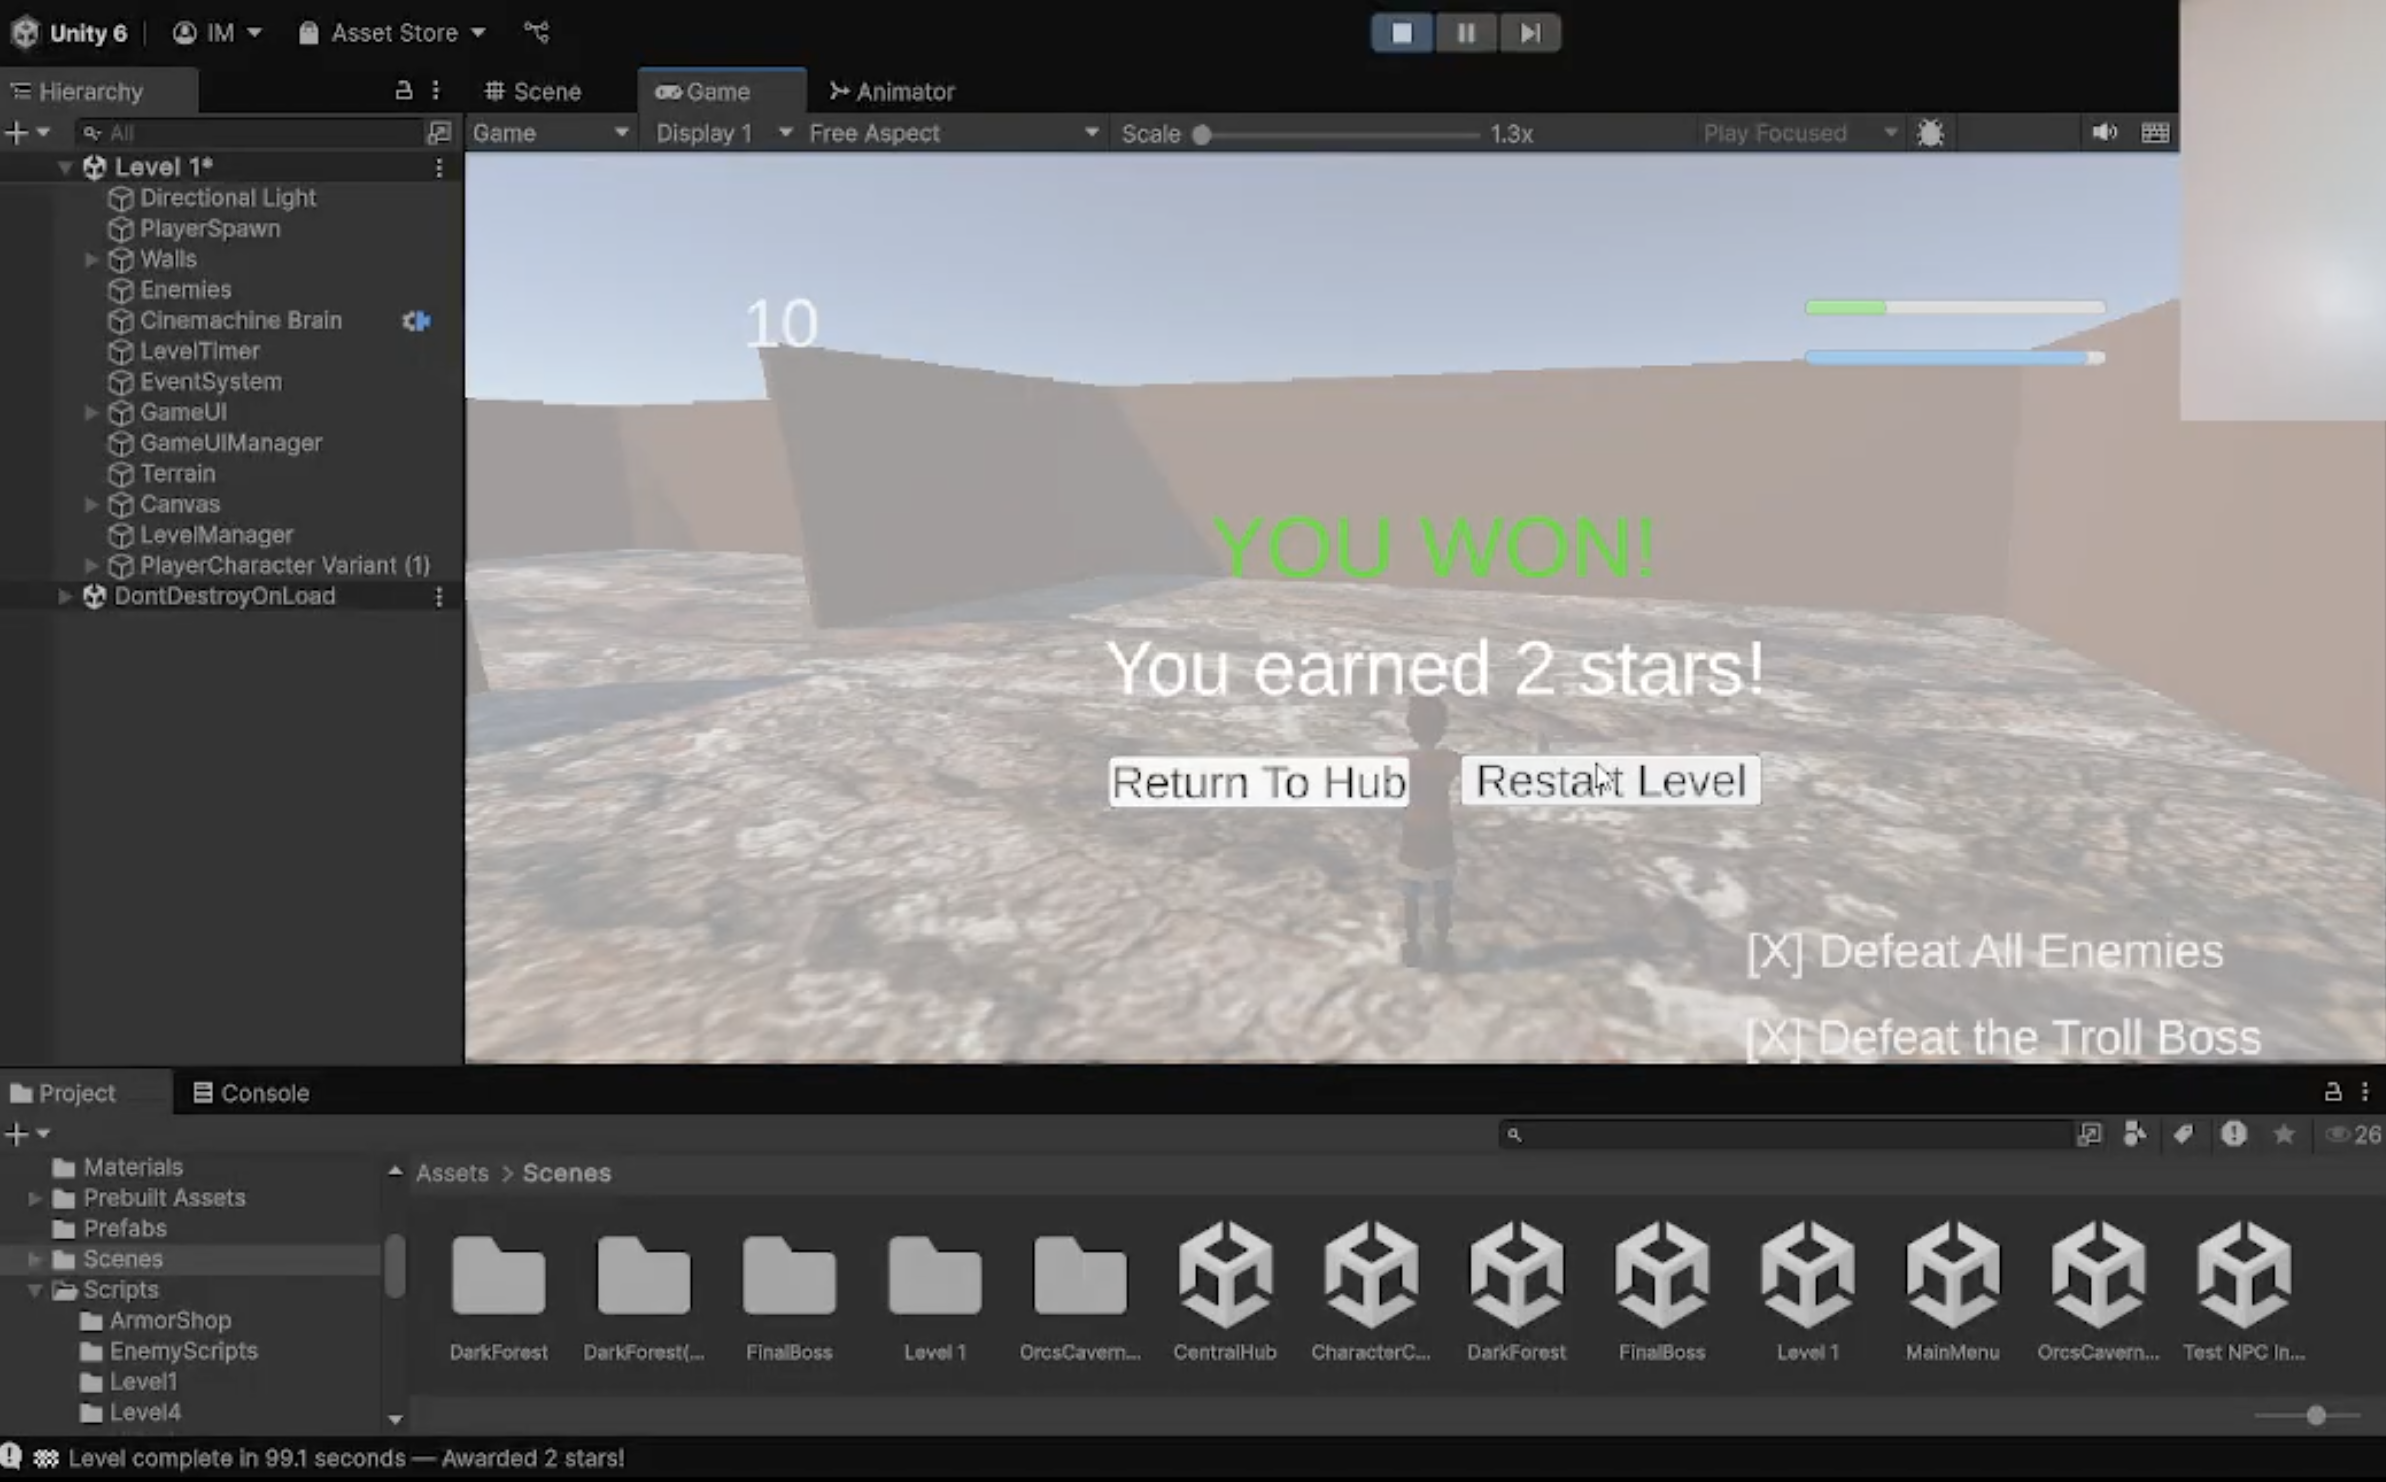 Unity 6 IM Asset Store
Hierarchy
Scene Game Animator
All
Game Display 1 Free Aspect Scale 1.3x Play Focused
Level 1*
Directional Light
PlayerSpawn
Walls
Enemies
Cinemachine Brain
LevelTimer
EventSystem
GameUI
GameUIManager
Terrain
Canvas
LevelManager
PlayerCharacter Variant (1)
DontDestroyOnLoad
10
YOU WON!
You earned 2 stars!
Return To Hub Restart Level
[X] Defeat All Enemies
[X] Defeat the Troll Boss
Project Console
26
Materials
Prebuilt Assets
Prefabs
Scenes
Scripts
ArmorShop
EnemyScripts
Level1
Level4
Assets > Scenes
DarkForest DarkForest(... FinalBoss Level 1 OrcsCavern... CentralHub CharacterC... DarkForest FinalBoss Level 1 MainMenu OrcsCavern... Test NPC In...
Level complete in 99.1 seconds — Awarded 2 stars!